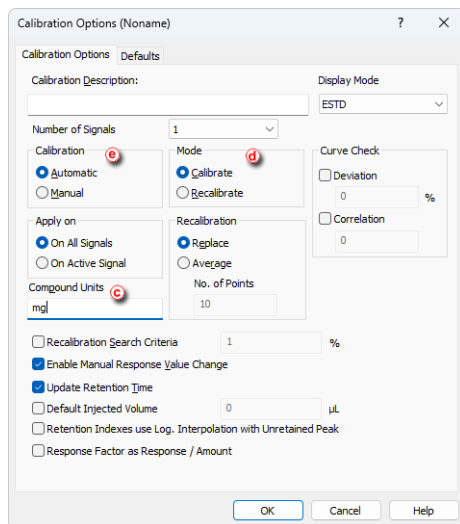 Calibration Options (Noname) ? ×
Calibration Options Defaults
Calibration Description: Display Mode
ESTD
Number of Signals 1
Calibration e Mode d Curve Check
Automatic Calibrate Deviation
Manual Recalibrate 0 %
Correlation
Apply on Recalibration 0
On All Signals Replace
On Active Signal Average
Compound Units c No. of Points
mg 10
Recalibration Search Criteria 1 %
Enable Manual Response Value Change
Update Retention Time
Default Injected Volume 0 µL
Retention Indexes use Log. Interpolation with Unretained Peak
Response Factor as Response / Amount
OK Cancel Help